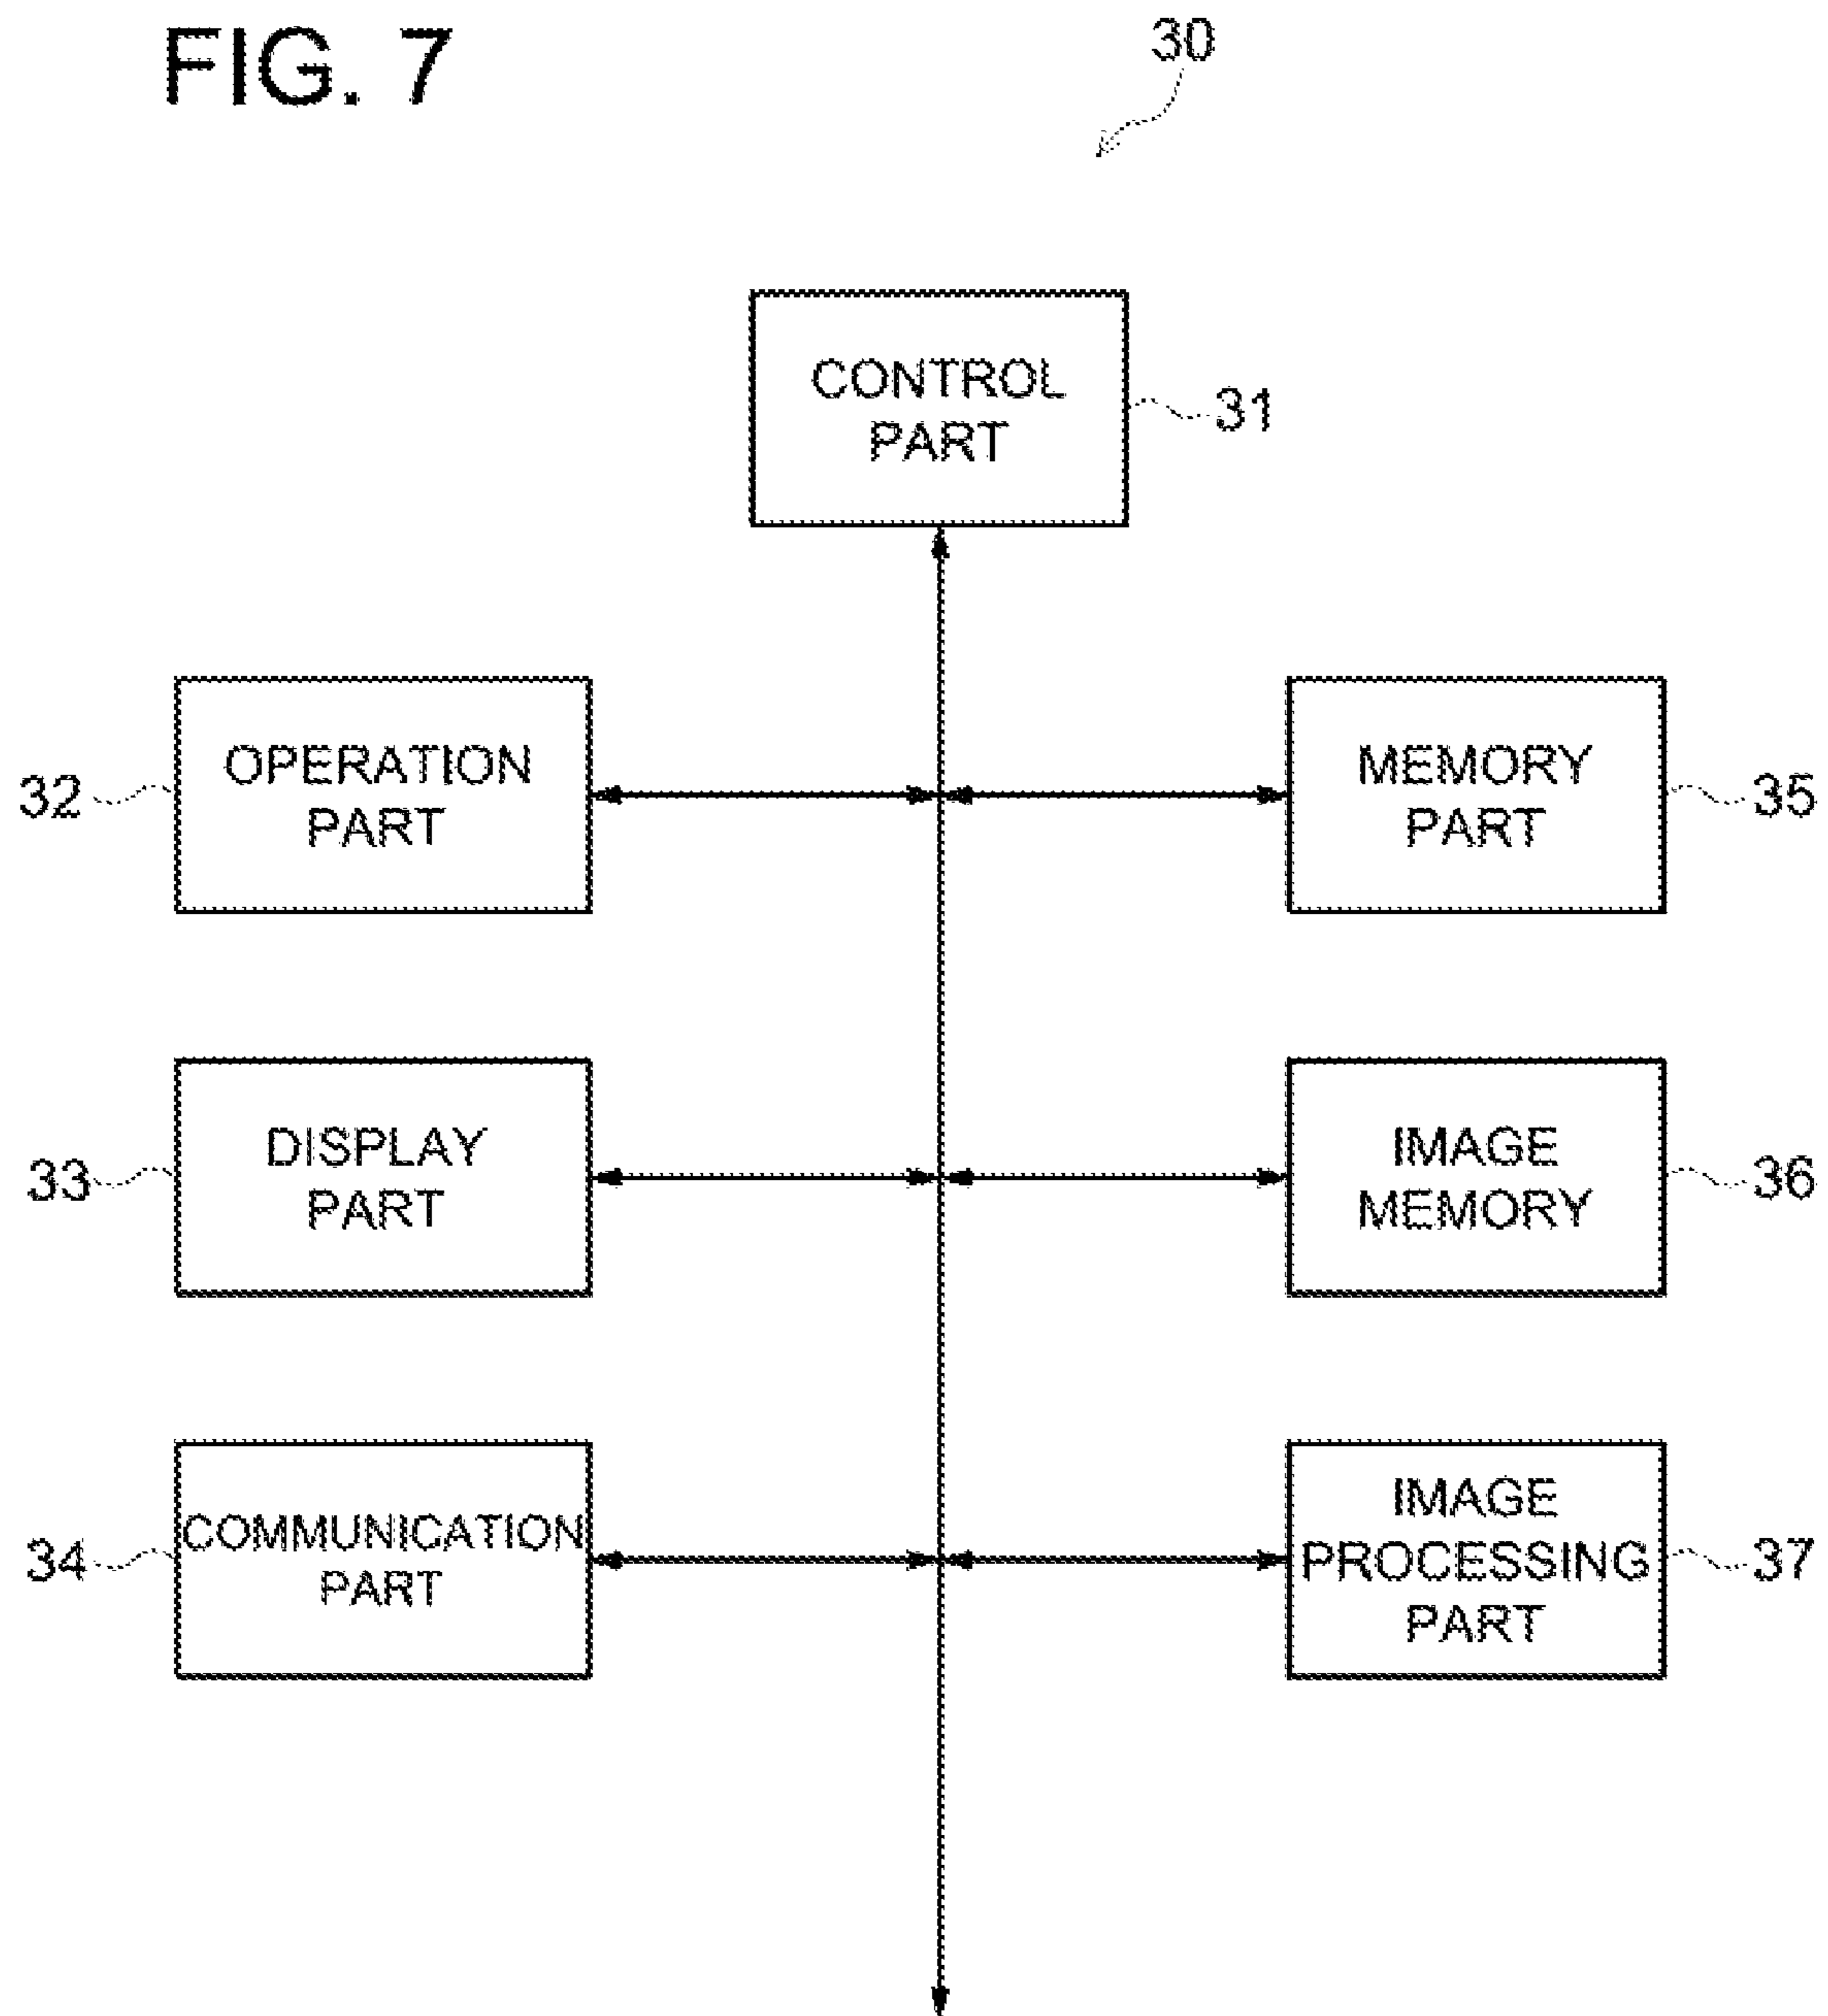 FIG. 7
30
CONTROL
PART
31
32
OPERATION
PART
MEMORY
PART
35
33
DISPLAY
PART
IMAGE
MEMORY
36
34
COMMUNICATION
PART
IMAGE
PROCESSING
PART
37